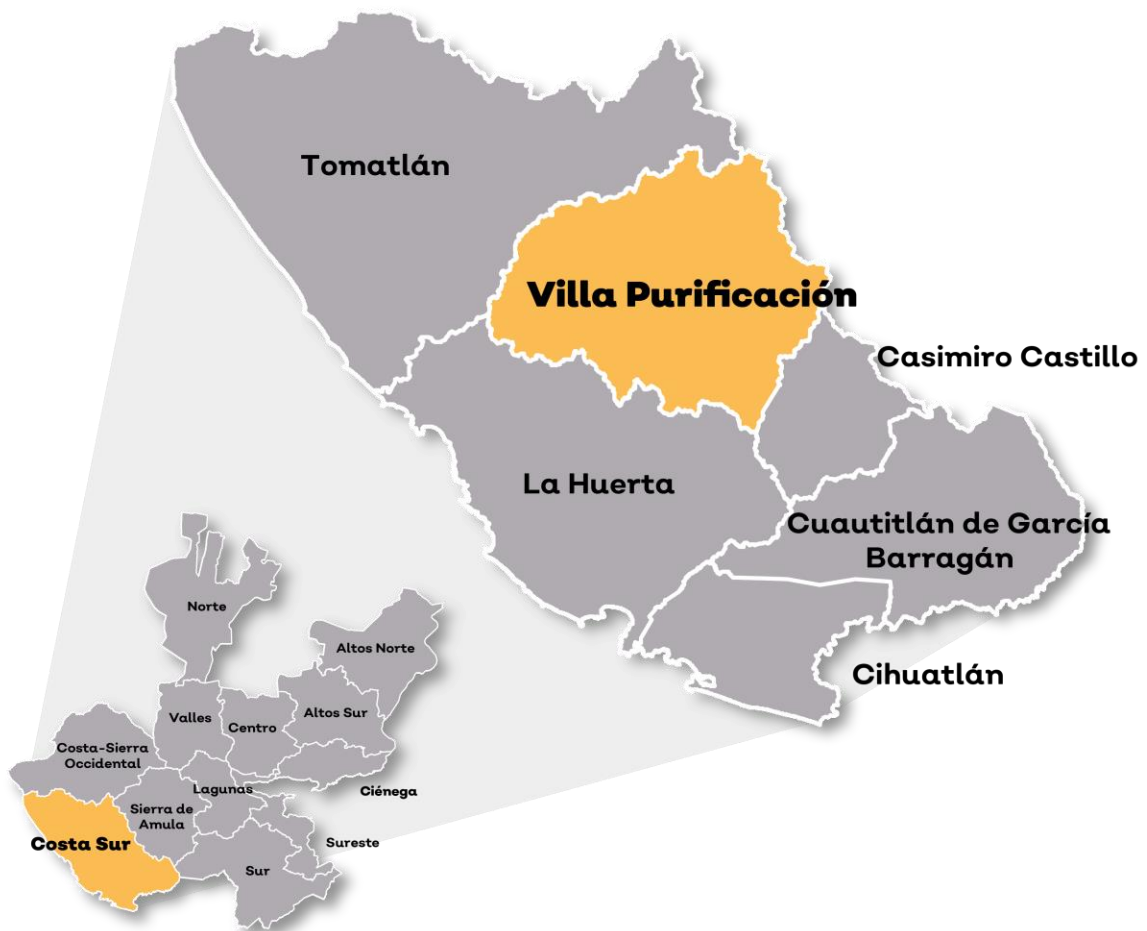 Tomatlán
Villa Purificación
Casimiro Castillo
La Huerta
Cuautitlán de García
Barragán
Cihuatlán
Norte
Altos Norte
Valles
Centro
Altos Sur
Costa-Sierra
Occidental
Lagunas
Ciénega
Sierra de
Amula
Costa Sur
Sureste
Sur